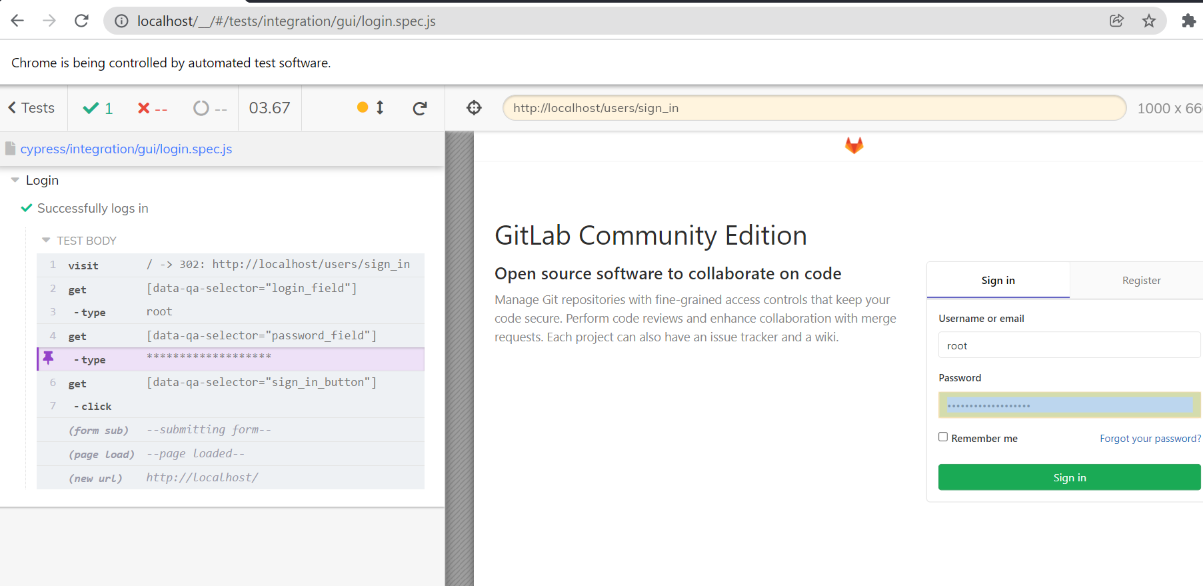 localhost/__/#/tests/integration/gui/login.spec.js
Chrome is being controlled by automated test software.
Tests 1 -- -- 03.67
http://localhost/users/sign_in 1000 x 66
cypress/integration/gui/login.spec.js
Login
Successfully logs in
TEST BODY
1 visit / -> 302: http://localhost/users/sign_in
2 get [data-qa-selector="login_field"]
3 -type root
4 get [data-qa-selector="password_field"]
-type *******************
6 get [data-qa-selector="sign_in_button"]
7 -click
(form sub) --submitting form--
(page load) --page loaded--
(new url) http://localhost/
GitLab Community Edition
Open source software to collaborate on code
Manage Git repositories with fine-grained access controls that keep your
code secure. Perform code reviews and enhance collaboration with merge
requests. Each project can also have an issue tracker and a wiki.
Sign in Register
Username or email
root
Password
•••••••••••••••••••
Remember me Forgot your password?
Sign in